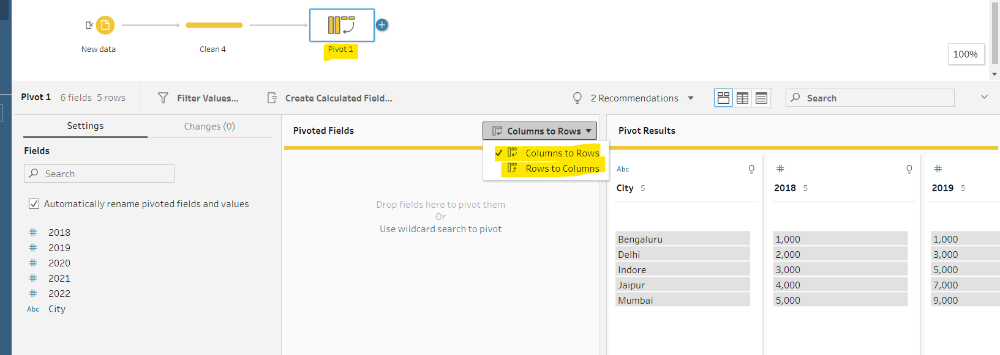 New data
Clean 4
Pivot 1
100%
Pivot 1 6 fields 5 rows
Filter Values...
Create Calculated Field...
2 Recommendations
Search
Settings
Changes (0)
Fields
Search
Automatically rename pivoted fields and values
# 2018
# 2019
# 2020
# 2021
# 2022
Abc City
Pivoted Fields
Columns to Rows
Columns to Rows
Rows to Columns
Drop fields here to pivot them
Or
Use wildcard search to pivot
Pivot Results
Abc # #
City 5 2018 5 2019 5
Bengaluru 1,000 1,000
Delhi 2,000 3,000
Indore 3,000 5,000
Jaipur 4,000 7,000
Mumbai 5,000 9,000